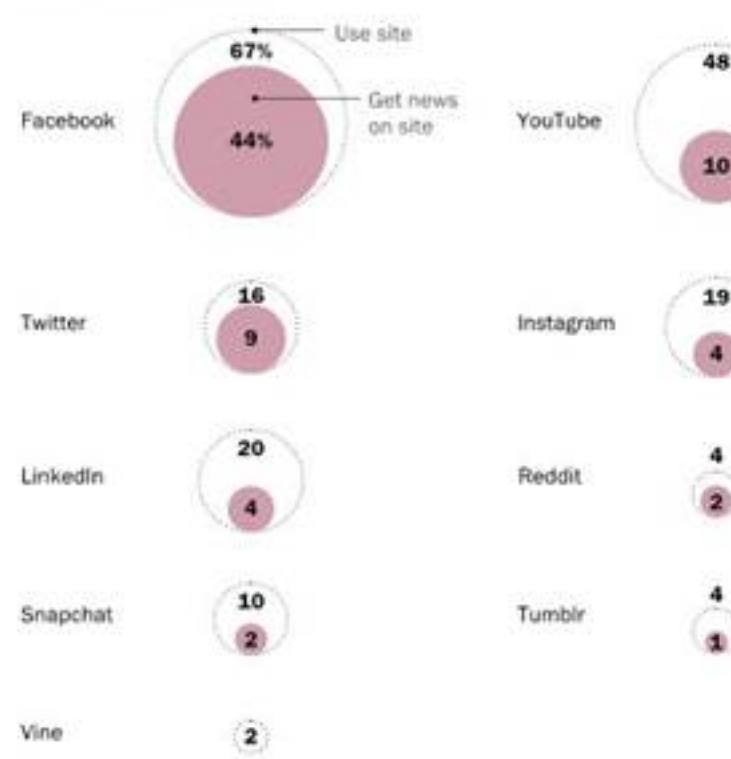 Use site
67%
Get news
on site
Facebook
44%
YouTube
48
10
Twitter
16
9
Instagram
19
4
LinkedIn
20
4
Reddit
4
2
Snapchat
10
2
Tumblr
4
1
Vine
2